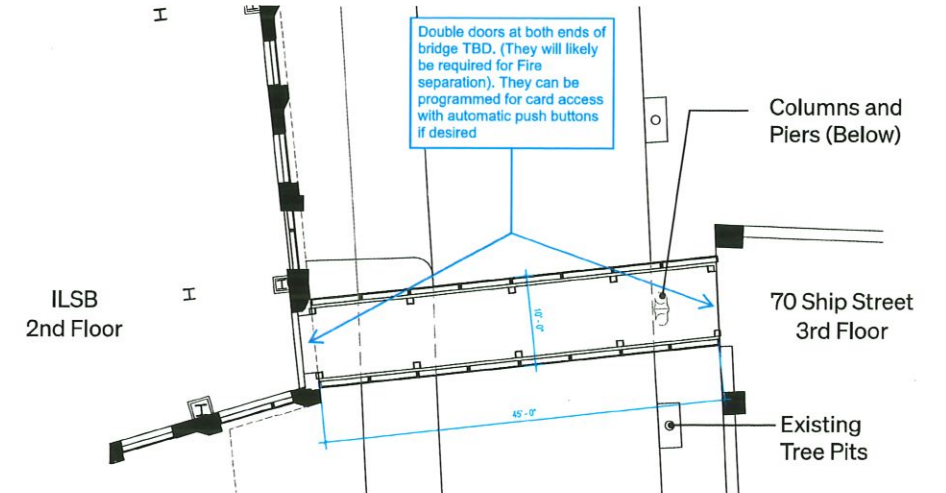 Double doors at both ends of
bridge TBD. (They will likely
be required for Fire
separation). They can be
programmed for card access
with automatic push buttons
if desired
Columns and
Piers (Below)
ILSB
2nd Floor
70 Ship Street
3rd Floor
10'-0"
45'-0"
Existing
Tree Pits